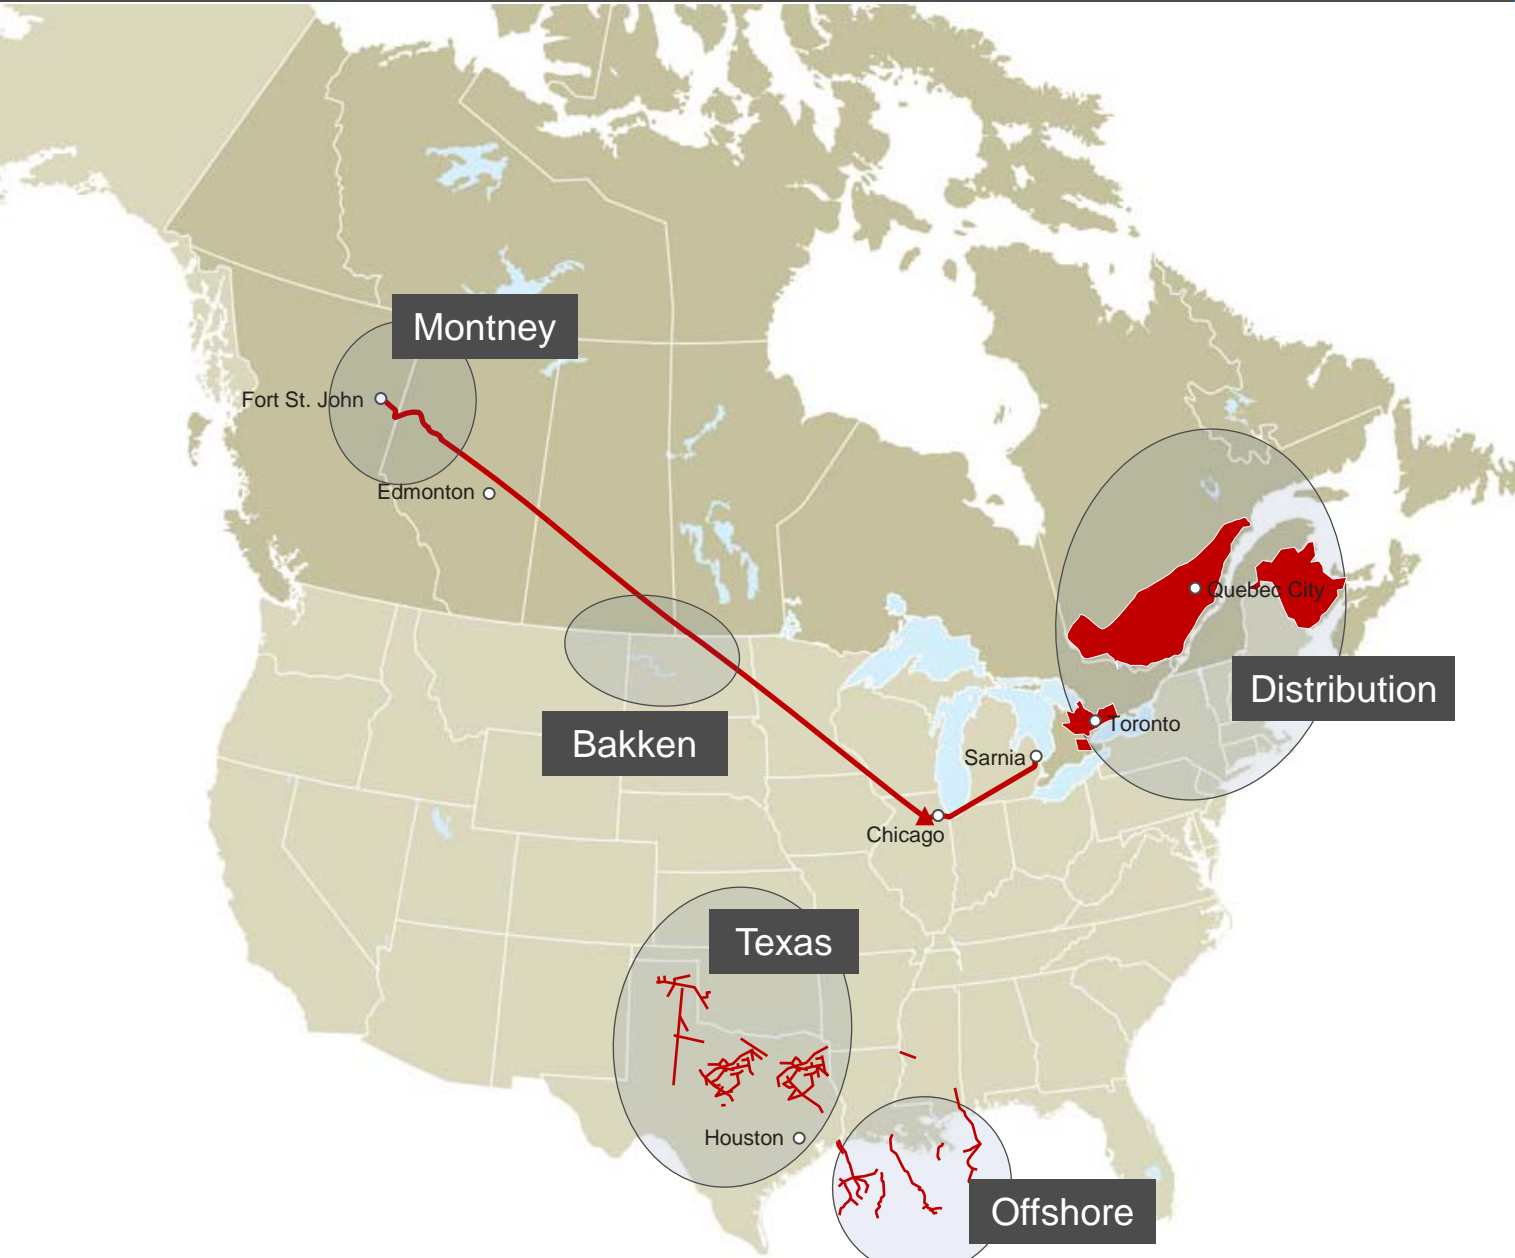 Montney
Fort St. John
Edmonton
Quebec City
Distribution
Toronto
Bakken
Sarnia
Chicago
Texas
Houston
Offshore